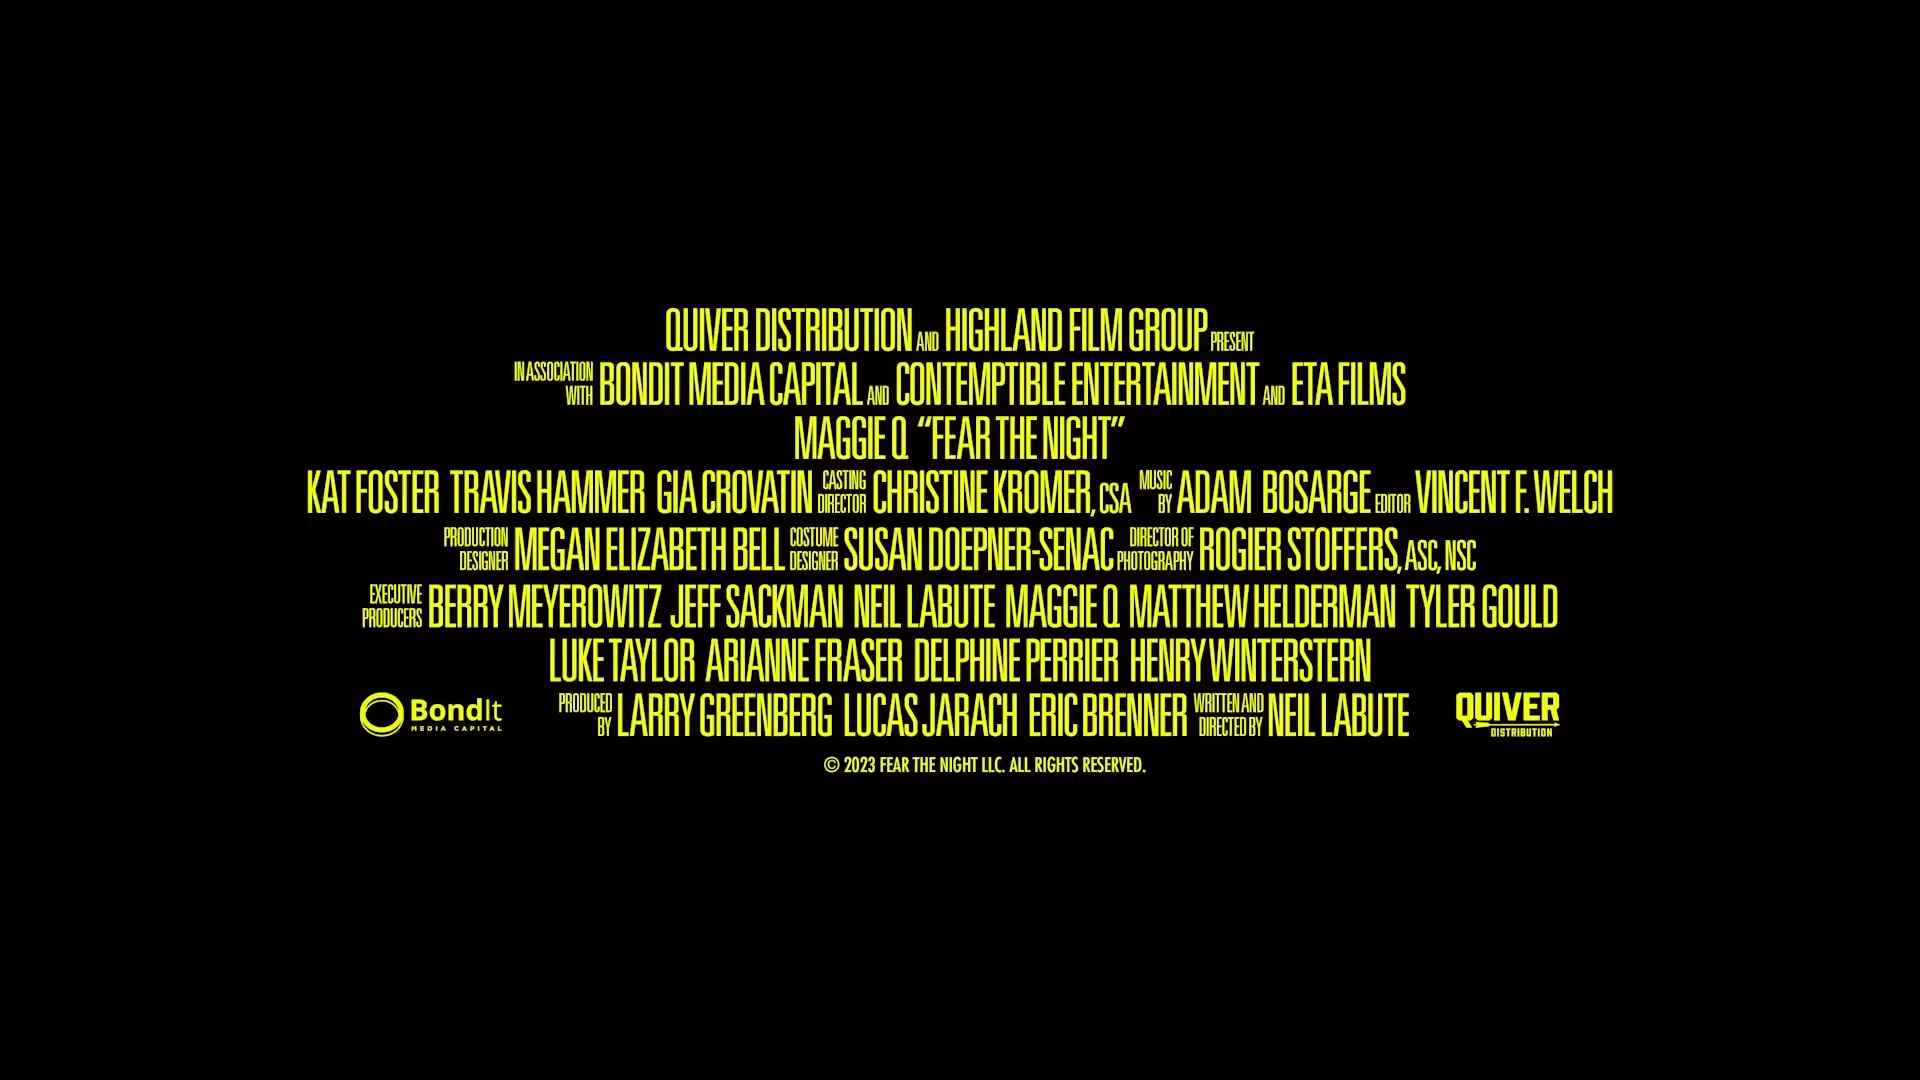 QUIVER DISTRIBUTION AND HIGHLAND FILM GROUP PRESENT
IN ASSOCIATION WITH BONDIT MEDIA CAPITAL AND CONTEMPTIBLE ENTERTAINMENT AND ETA FILMS
MAGGIE Q "FEAR THE NIGHT"
KAT FOSTER TRAVIS HAMMER GIA CROVATIN CASTING DIRECTOR CHRISTINE KROMER, CSA MUSIC BY ADAM BOSARGE EDITOR VINCENT F. WELCH
PRODUCTION DESIGNER MEGAN ELIZABETH BELL COSTUME DESIGNER SUSAN DOEPNER-SENAC DIRECTOR OF PHOTOGRAPHY ROGIER STOFFERS, ASC, NSC
EXECUTIVE PRODUCERS BERRY MEYEROWITZ JEFF SACKMAN NEIL LABUTE MAGGIE Q MATTHEW HELDERMAN TYLER GOULD
LUKE TAYLOR ARIANNE FRASER DELPHINE PERRIER HENRY WINTERSTERN
BondIt MEDIA CAPITAL PRODUCED BY LARRY GREENBERG LUCAS JARACH ERIC BRENNER WRITTEN AND DIRECTED BY NEIL LABUTE QUIVER DISTRIBUTION
© 2023 FEAR THE NIGHT LLC. ALL RIGHTS RESERVED.